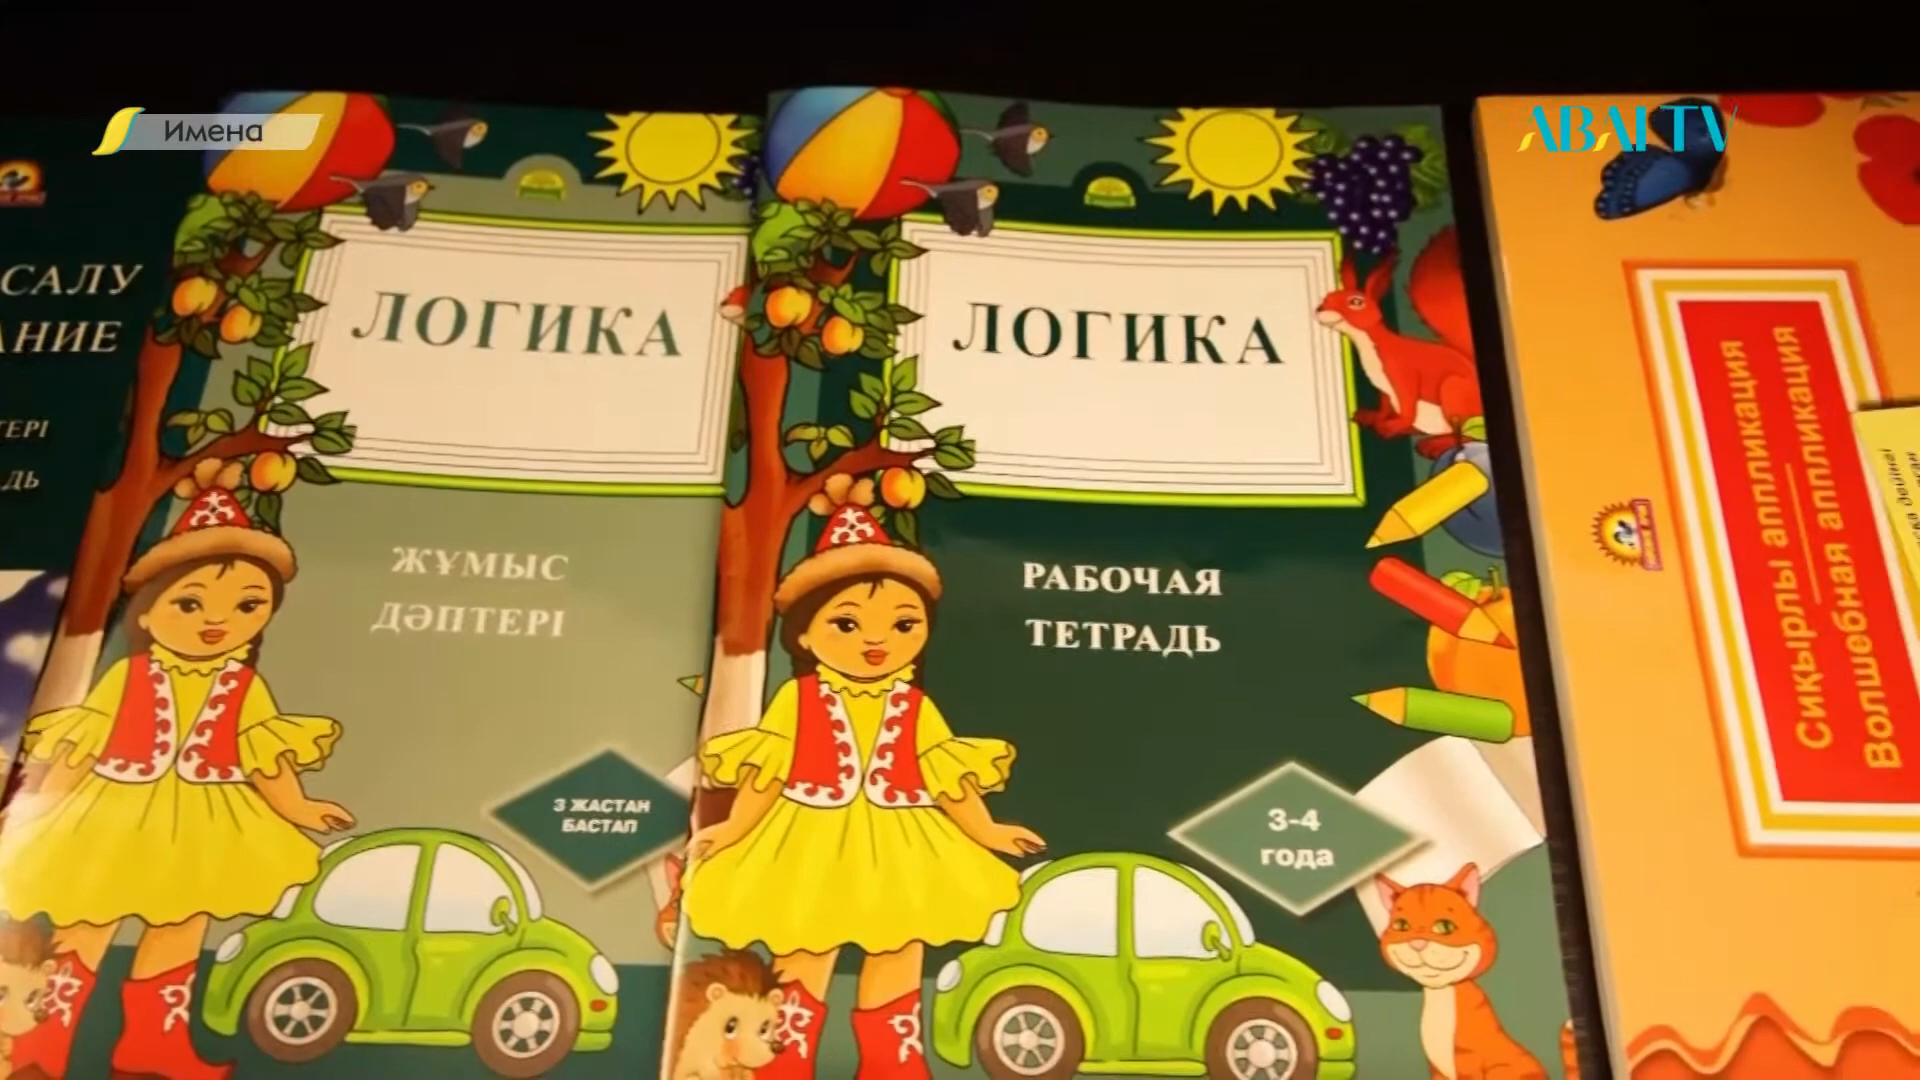 Имена
ABAI TV
САЛУ
ЛОГИКА
ЖҰМЫС
ДӘПТЕРІ
3 ЖАСТАН
БАСТАП
ЛОГИКА
РАБОЧАЯ
ТЕТРАДЬ
3-4
года
Сиқырлы аппликация
Волшебная аппликация